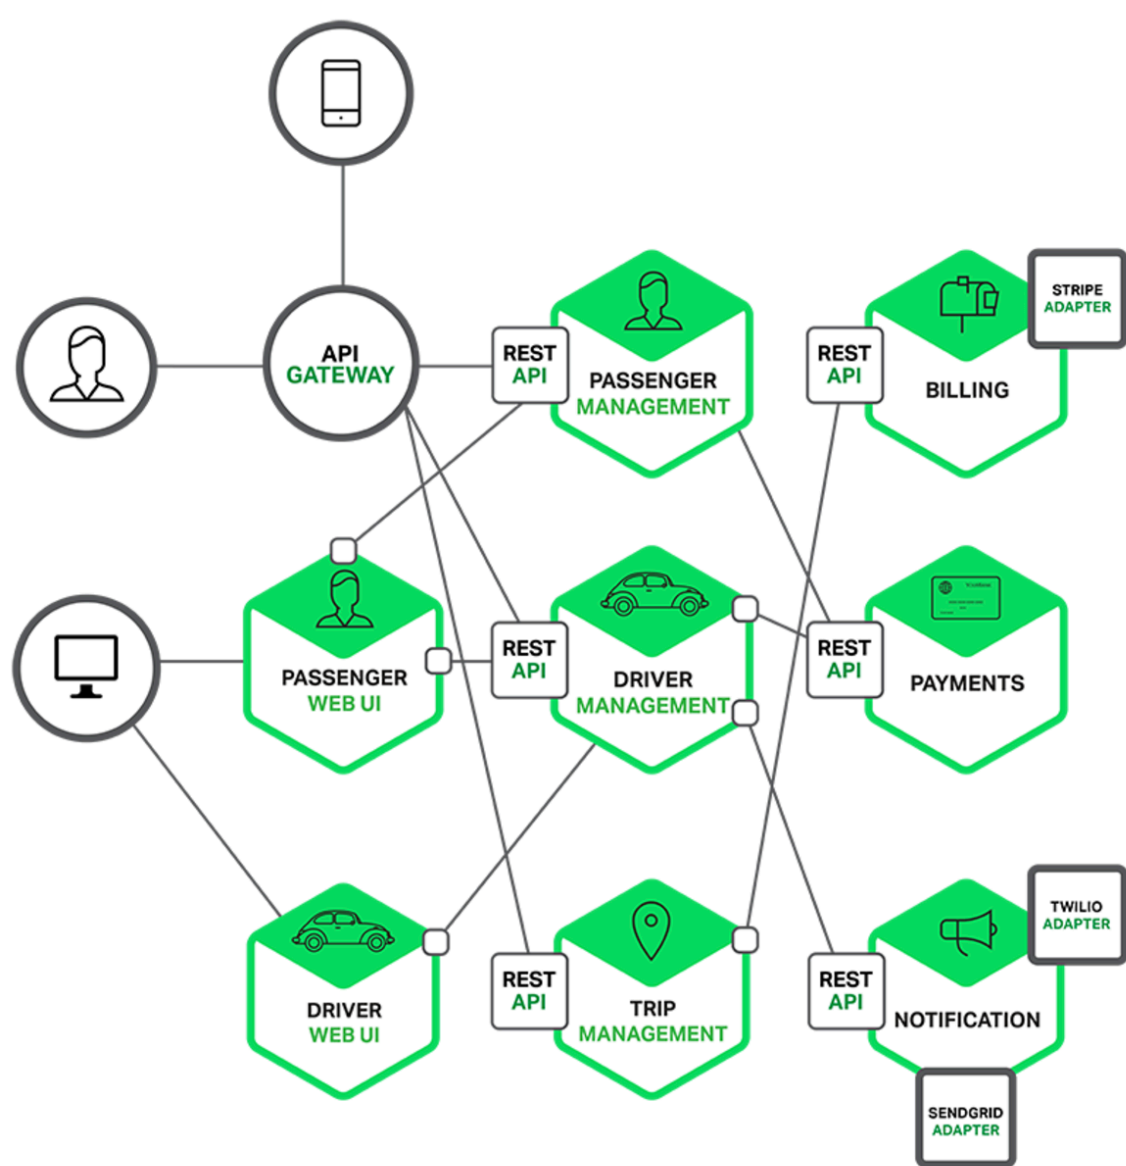 API
GATEWAY
REST
API
PASSENGER
MANAGEMENT
REST
API
BILLING
STRIPE
ADAPTER
PASSENGER
WEB UI
REST
API
DRIVER
MANAGEMENT
REST
API
PAYMENTS
DRIVER
WEB UI
REST
API
TRIP
MANAGEMENT
REST
API
NOTIFICATION
TWILIO
ADAPTER
SENDGRID
ADAPTER